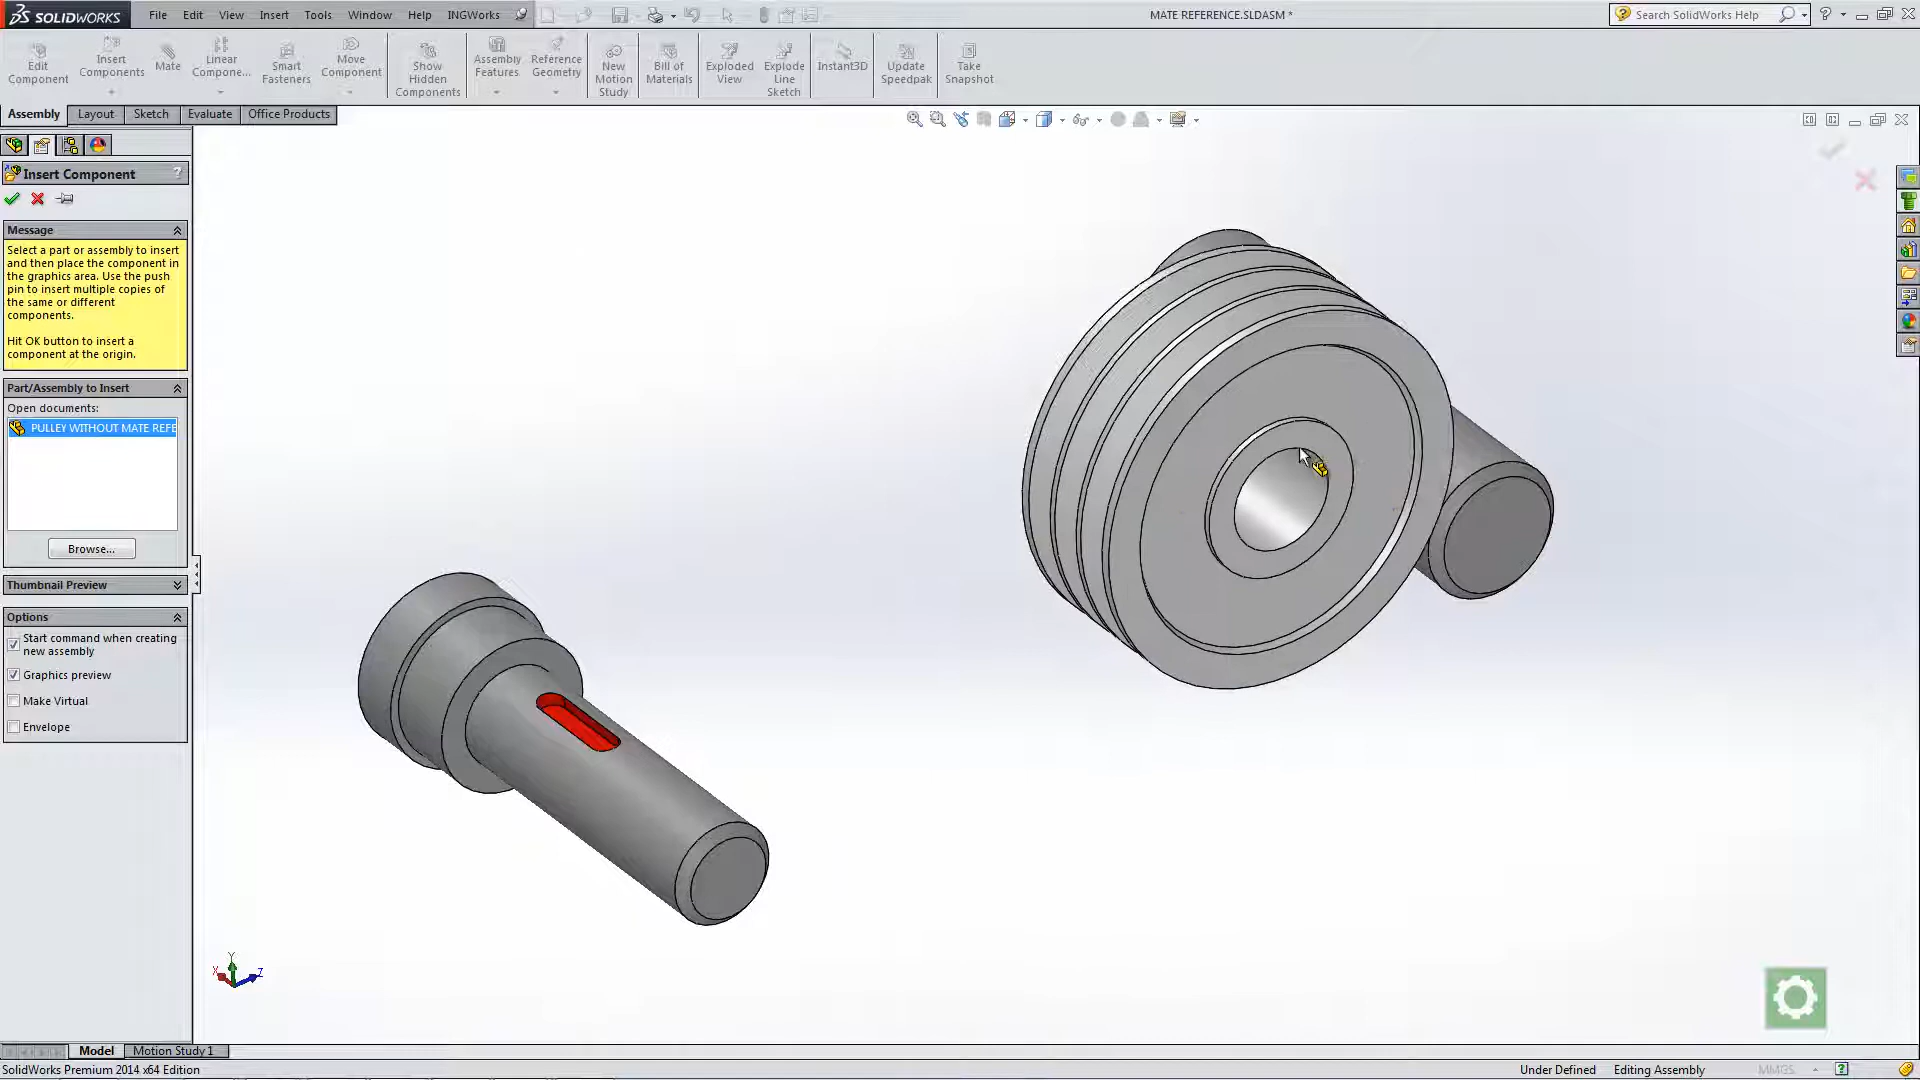 SOLIDWORKS File Edit View Insert Tools Window Help INGWorks MATE REFERENCE.SLDASM * Search SolidWorks Help
Edit Component
Insert Components
Mate
Linear Compone...
Smart Fasteners
Move Component
Show Hidden Components
Assembly Features
Reference Geometry
New Motion Study
Bill of Materials
Exploded View
Explode Line Sketch
Instant3D
Update Speedpak
Take Snapshot
Assembly Layout Sketch Evaluate Office Products
Insert Component ?
Message
Select a part or assembly to insert
and then place the component in
the graphics area. Use the push
pin to insert multiple copies of
the same or different
components.
Hit OK button to insert a
component at the origin.
Part/Assembly to Insert
Open documents:
PULLEY WITHOUT MATE REFE
Browse...
Thumbnail Preview
Options
Start command when creating
new assembly
Graphics preview
Make Virtual
Envelope
Y
X Z
Model Motion Study 1
SolidWorks Premium 2014 x64 Edition Under Defined Editing Assembly MMGS